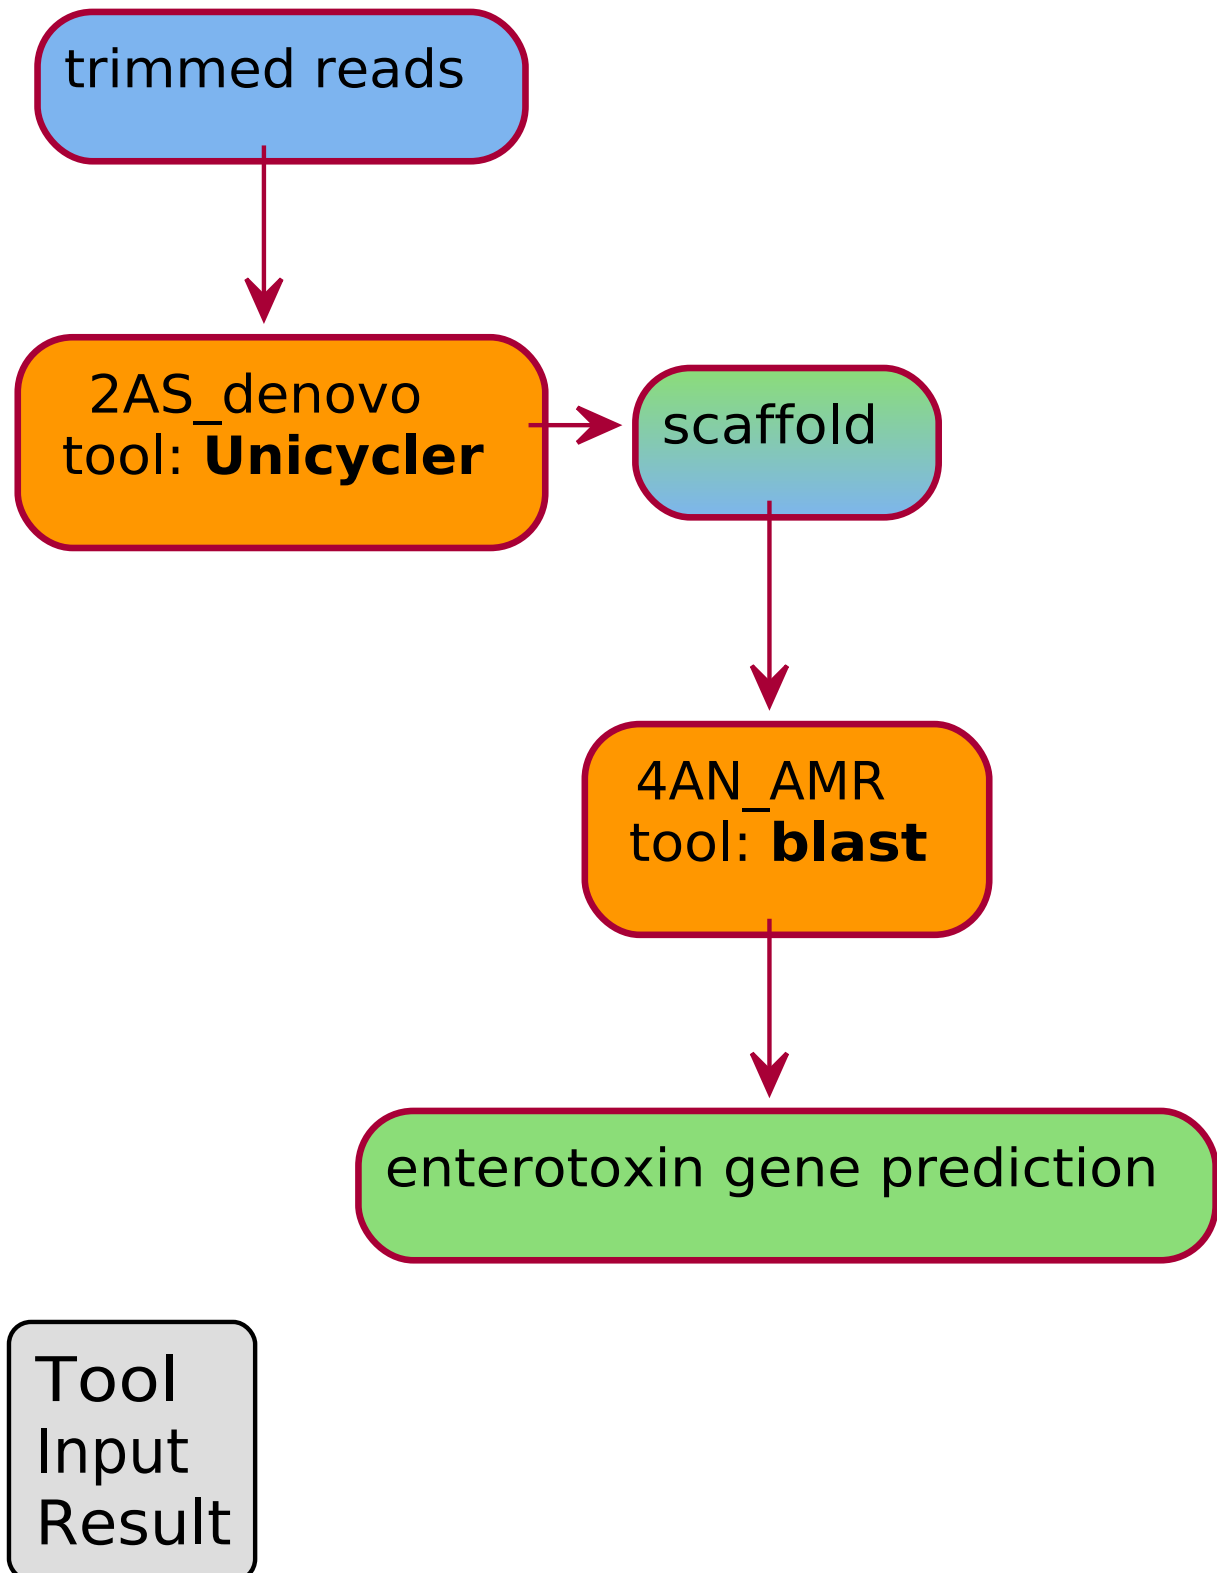 trimmed reads
2AS_denovo
tool: Unicycler
scaffold
4AN_AMR
tool: blast
enterotoxin gene prediction
Tool
Input
Result